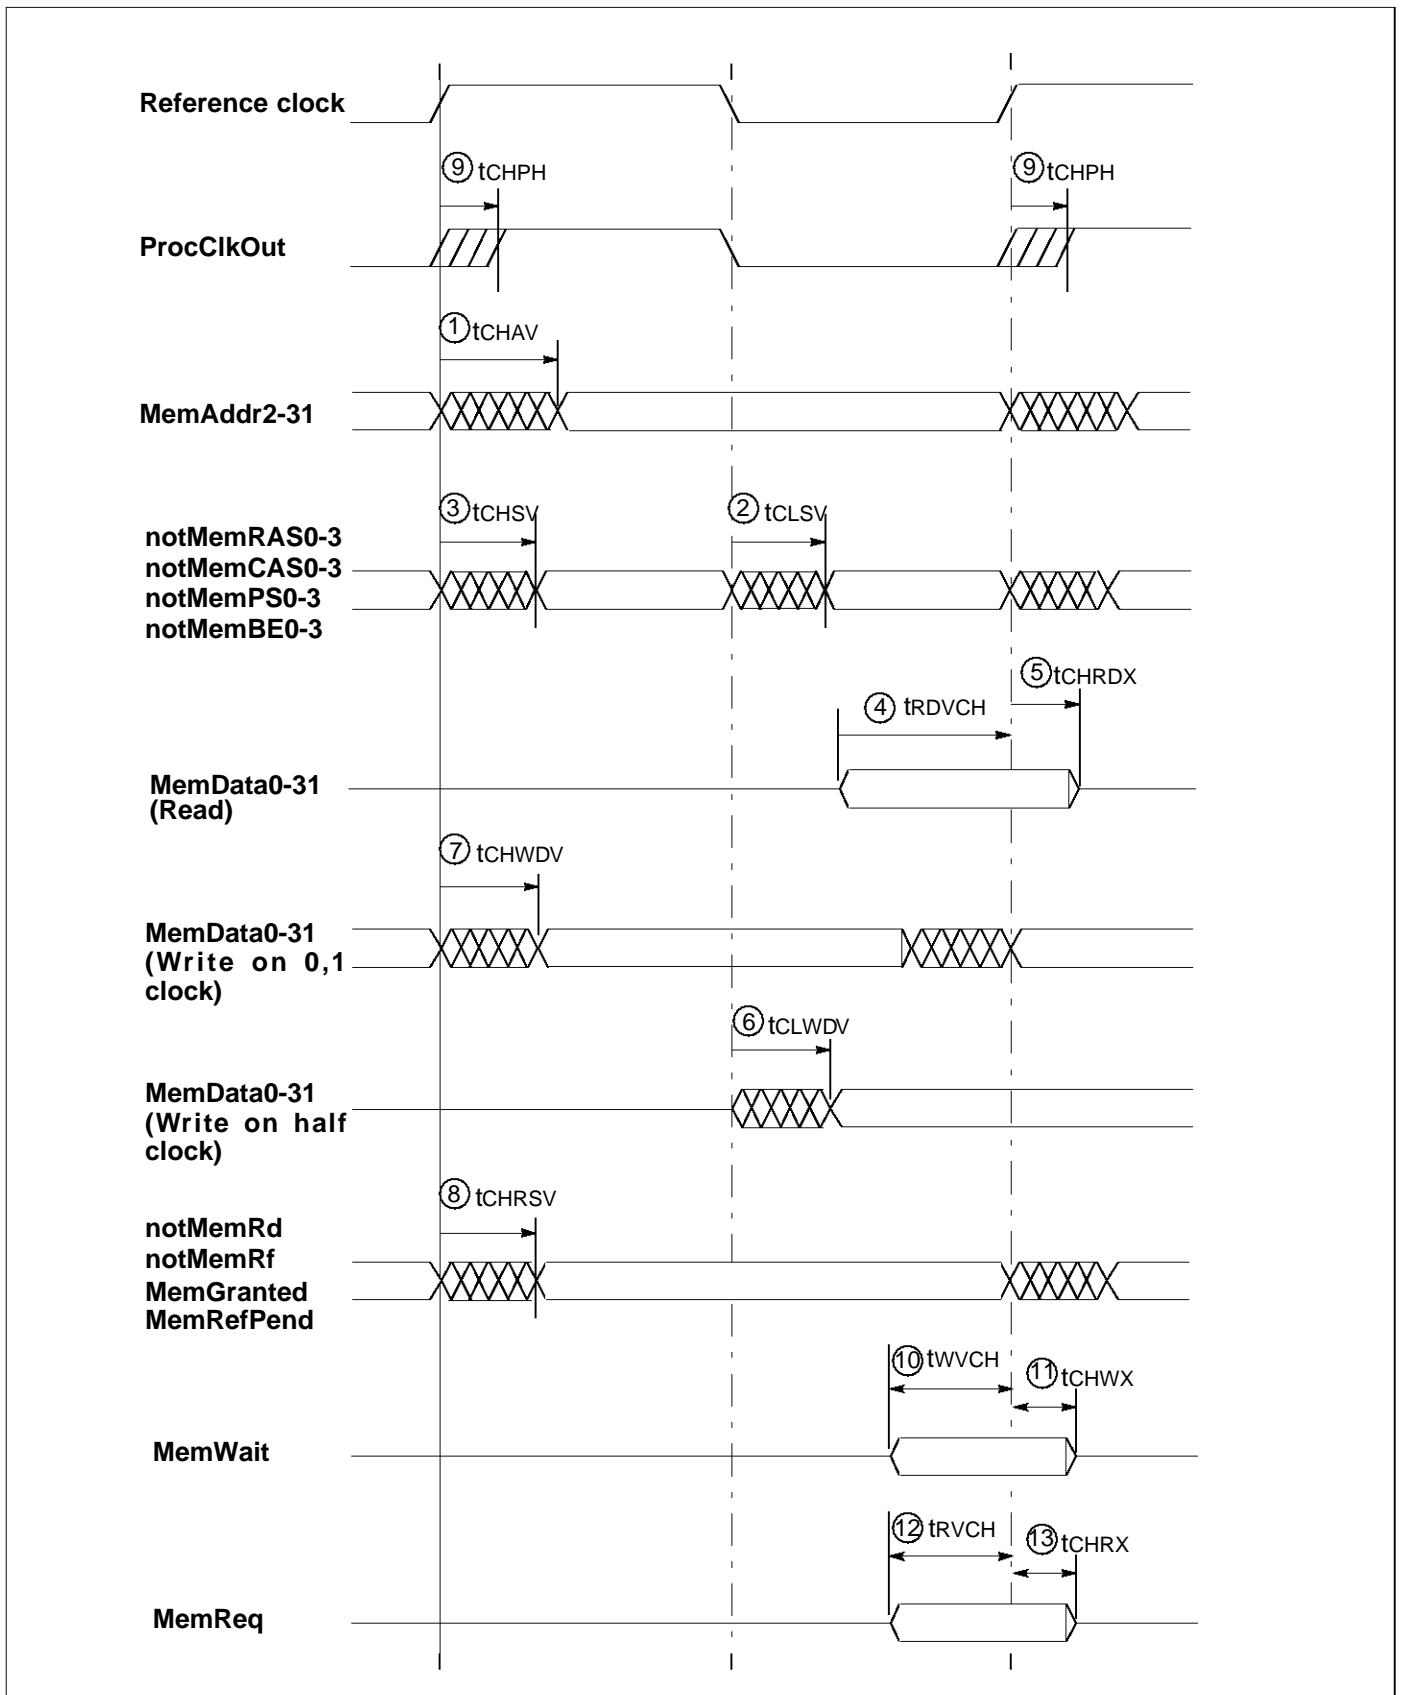 Reference clock
9 tCHPH
9 tCHPH
ProcClkOut
1 tCHAV
MemAddr2-31
3 tCHSV
2 tCLSV
notMemRAS0-3
notMemCAS0-3
notMemPS0-3
notMemBE0-3
5 tCHRDX
4 tRDVCH
MemData0-31
(Read)
7 tCHWDV
MemData0-31
(Write on 0,1
clock)
6 tCLWDV
MemData0-31
(Write on half
clock)
8 tCHRSV
notMemRd
notMemRf
MemGranted
MemRefPend
10 tWVCH
11 tCHWX
MemWait
12 tRVCH
13 tCHRX
MemReq